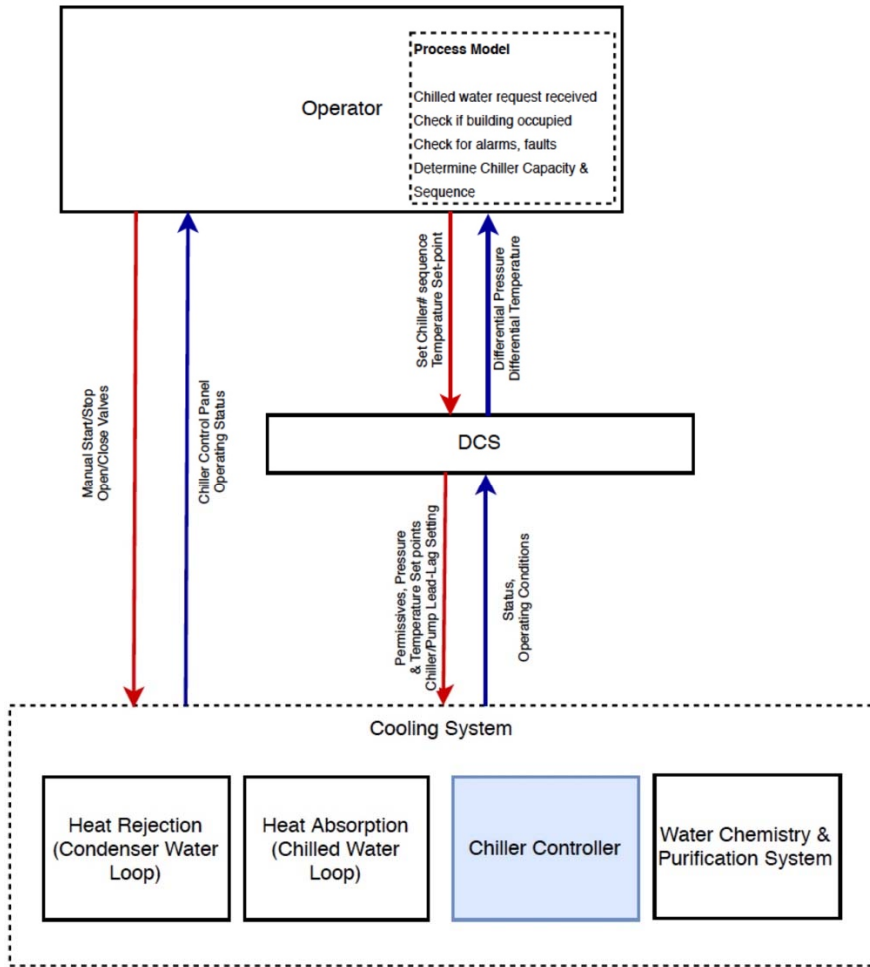 Process Model
Chilled water request received
Check if building occupied
Check for alarms, faults
Determine Chiller Capacity &
Sequence
Operator
Manual Start/Stop
Open/Close Valves
Chiller Control Panel
Operating Status
Set Chiller# sequence
Temperature Set-point
Differential Pressure
Differential Temperature
DCS
Permissives, Pressure
& Temperature Set points
Chiller/Pump Lead-Lag Setting
Status,
Operating Conditions
Cooling System
Heat Rejection
(Condenser Water
Loop)
Heat Absorption
(Chilled Water
Loop)
Chiller Controller
Water Chemistry &
Purification System